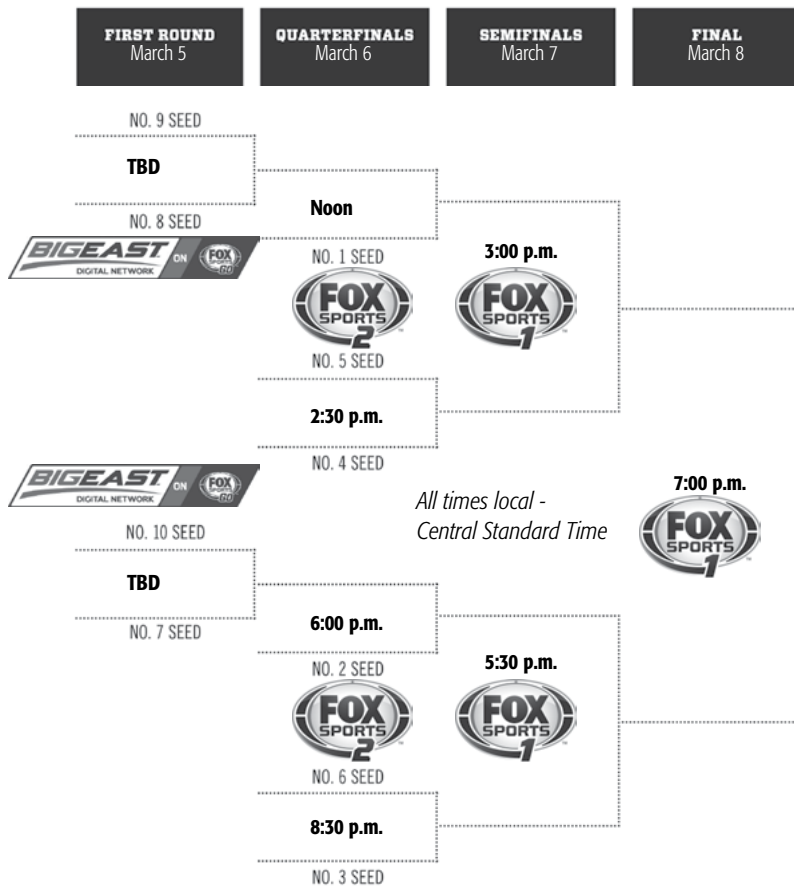 FIRST ROUND
March 5
QUARTERFINALS
March 6
SEMIFINALS
March 7
FINAL
March 8
NO. 9 SEED
TBD
NO. 8 SEED
BIGEAST
DIGITAL NETWORK
ON
FOX
SPORTS
GO
Noon
NO. 1 SEED
FOX
SPORTS
2
NO. 5 SEED
2:30 p.m.
NO. 4 SEED
3:00 p.m.
FOX
SPORTS
1
BIGEAST
DIGITAL NETWORK
ON
FOX
SPORTS
GO
NO. 10 SEED
TBD
NO. 7 SEED
All times local -
Central Standard Time
7:00 p.m.
FOX
SPORTS
1
6:00 p.m.
NO. 2 SEED
FOX
SPORTS
2
NO. 6 SEED
8:30 p.m.
NO. 3 SEED
5:30 p.m.
FOX
SPORTS
1